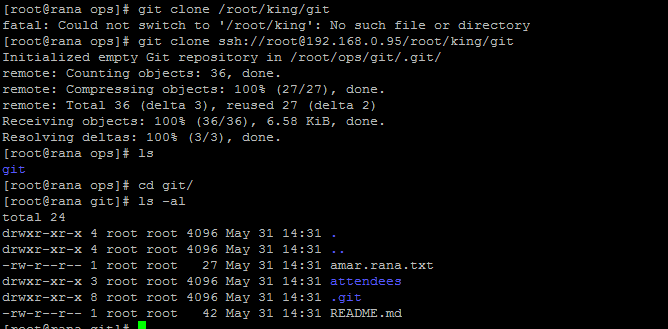 [root@rana ops]# git clone /root/king/git
fatal: Could not switch to '/root/king': No such file or directory
[root@rana ops]# git clone ssh://root@192.168.0.95/root/king/git
Initialized empty Git repository in /root/ops/git/.git/
remote: Counting objects: 36, done.
remote: Compressing objects: 100% (27/27), done.
remote: Total 36 (delta 3), reused 27 (delta 2)
Receiving objects: 100% (36/36), 6.58 KiB, done.
Resolving deltas: 100% (3/3), done.
[root@rana ops]# ls
git
[root@rana ops]# cd git/
[root@rana git]# ls -al
total 24
drwxr-xr-x 4 root root 4096 May 31 14:31 .
drwxr-xr-x 4 root root 4096 May 31 14:31 ..
-rw-r--r-- 1 root root   27 May 31 14:31 amar.rana.txt
drwxr-xr-x 3 root root 4096 May 31 14:31 attendees
drwxr-xr-x 8 root root 4096 May 31 14:31 .git
-rw-r--r-- 1 root root   42 May 31 14:31 README.md
[root@rana git]#